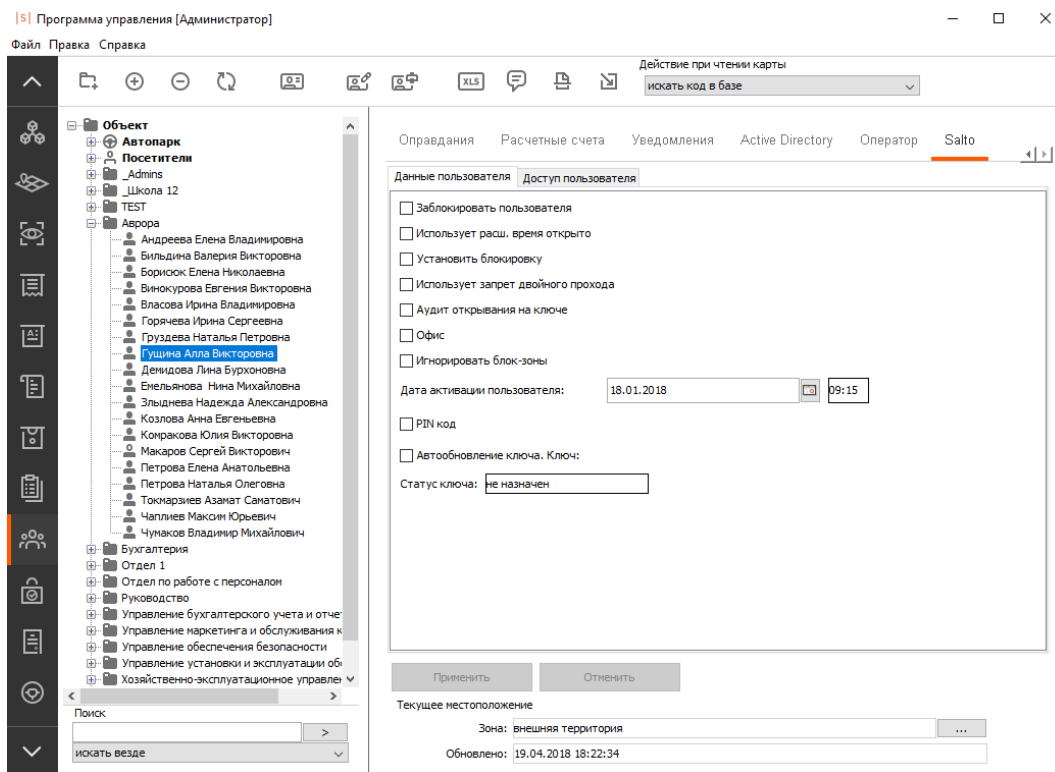 |S| Программа управления [Администратор]
Файл Правка Справка
XLS
Действие при чтении карты
искать код в базе
Объект
Автопарк
Посетители
_Admins
_Школа 12
TEST
Аврора
Андреева Елена Владимировна
Бильдина Валерия Викторовна
Борисюк Елена Николаевна
Винокурова Евгения Викторовна
Власова Ирина Владимировна
Горячева Ирина Сергеевна
Груздева Наталья Петровна
Гущина Алла Викторовна
Демидова Лина Бурхоновна
Емельянова Нина Михайловна
Злыднева Надежда Александровна
Козлова Анна Евгеньевна
Комракова Юлия Викторовна
Макаров Сергей Викторович
Петрова Елена Анатольевна
Петрова Наталья Олеговна
Токмарзиев Азамат Саматович
Чаплиев Максим Юрьевич
Чумаков Владимир Михайлович
Бухгалтерия
Отдел 1
Отдел по работе с персоналом
Руководство
Управление бухгалтерского учета и отче
Управление маркетинга и обслуживания к
Управление обеспечения безопасности
Управление установки и эксплуатации об
Хозяйственно-эксплуатационное управле
Поиск
>
искать везде
Оправдания Расчетные счета Уведомления Active Directory Оператор Salto
Данные пользователя Доступ пользователя
Заблокировать пользователя
Использует расш. время открыто
Установить блокировку
Использует запрет двойного прохода
Аудит открывания на ключе
Офис
Игнорировать блок-зоны
Дата активации пользователя: 18.01.2018 09:15
PIN код
Автообновление ключа. Ключ:
Статус ключа: не назначен
Применить Отменить
Текущее местоположение
Зона: внешняя территория ...
Обновлено: 19.04.2018 18:22:34